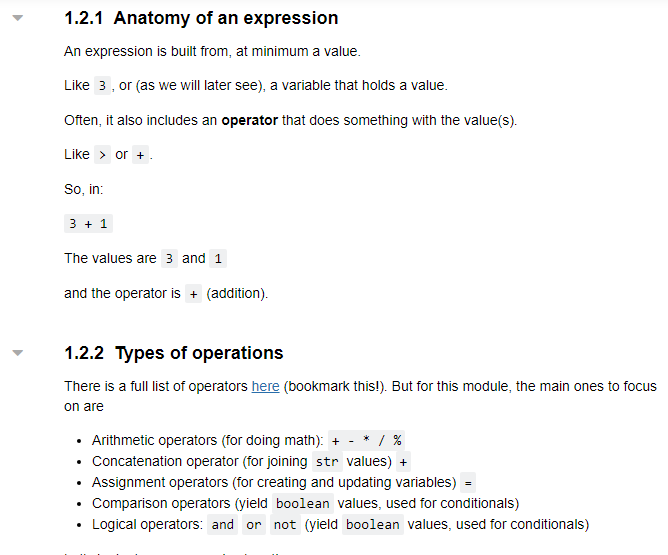 1.2.1 Anatomy of an expression
An expression is built from, at minimum a value.
Like 3 , or (as we will later see), a variable that holds a value.
Often, it also includes an operator that does something with the value(s).
Like > or + .
So, in:
3 + 1
The values are 3 and 1
and the operator is + (addition).
1.2.2 Types of operations
There is a full list of operators here (bookmark this!). But for this module, the main ones to focus
on are
• Arithmetic operators (for doing math): + - * / %
• Concatenation operator (for joining str values) +
• Assignment operators (for creating and updating variables) =
• Comparison operators (yield boolean values, used for conditionals)
• Logical operators: and or not (yield boolean values, used for conditionals)